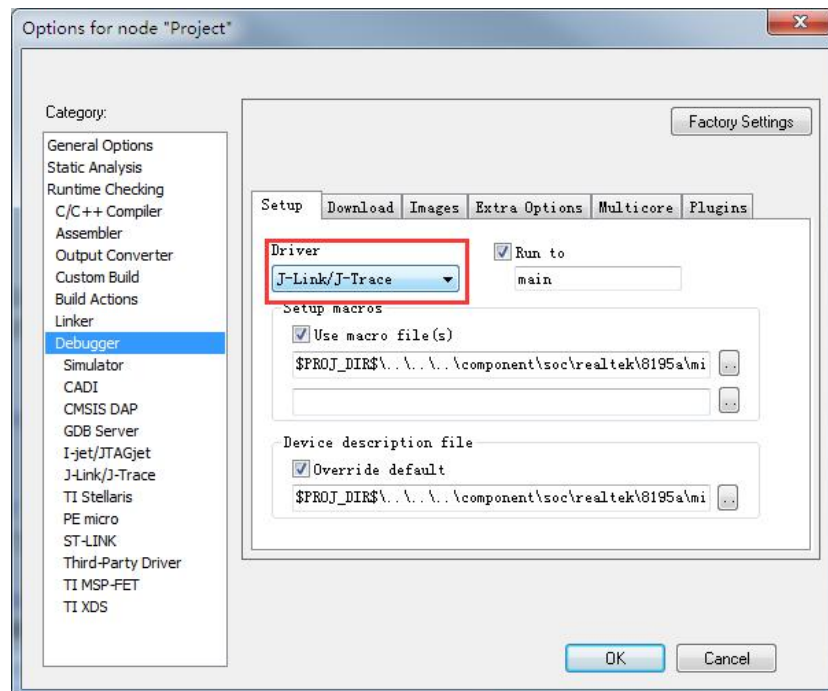 Options for node "Project"
Category:
Factory Settings
General Options
Static Analysis
Runtime Checking
C/C++ Compiler
Assembler
Output Converter
Custom Build
Build Actions
Linker
Debugger
Simulator
CADI
CMSIS DAP
GDB Server
I-jet/JTAGjet
J-Link/J-Trace
TI Stellaris
PE micro
ST-LINK
Third-Party Driver
TI MSP-FET
TI XDS
Setup Download Images Extra Options Multicore Plugins
Driver
J-Link/J-Trace
Run to
main
Setup macros
Use macro file(s)
$PROJ_DIR$\..\..\..\component\soc\realtek\8195a\mi
..
..
Device description file
Override default
$PROJ_DIR$\..\..\..\component\soc\realtek\8195a\mi
..
OK Cancel